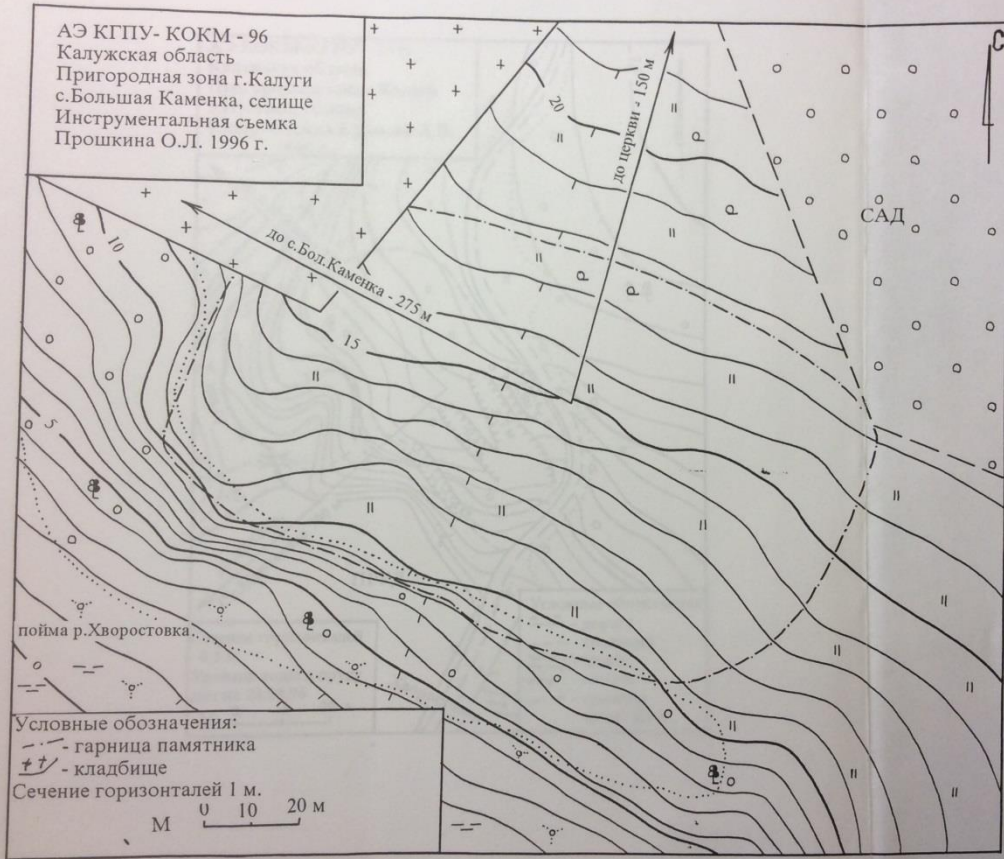 АЭ КГПУ- КОКМ - 96
Калужская область
Пригородная зона г.Калуги
с.Большая Каменка, селище
Инструментальная съемка
Прошкина О.Л. 1996 г.
С
20
до церкви - 150 м
САД
10
до с.Бол.Каменка - 275 м
15
5
пойма р.Хворостовка.
Условные обозначения:
- гарница памятника
- кладбище
Сечение горизонталей 1 м.
М 0 10 20 м